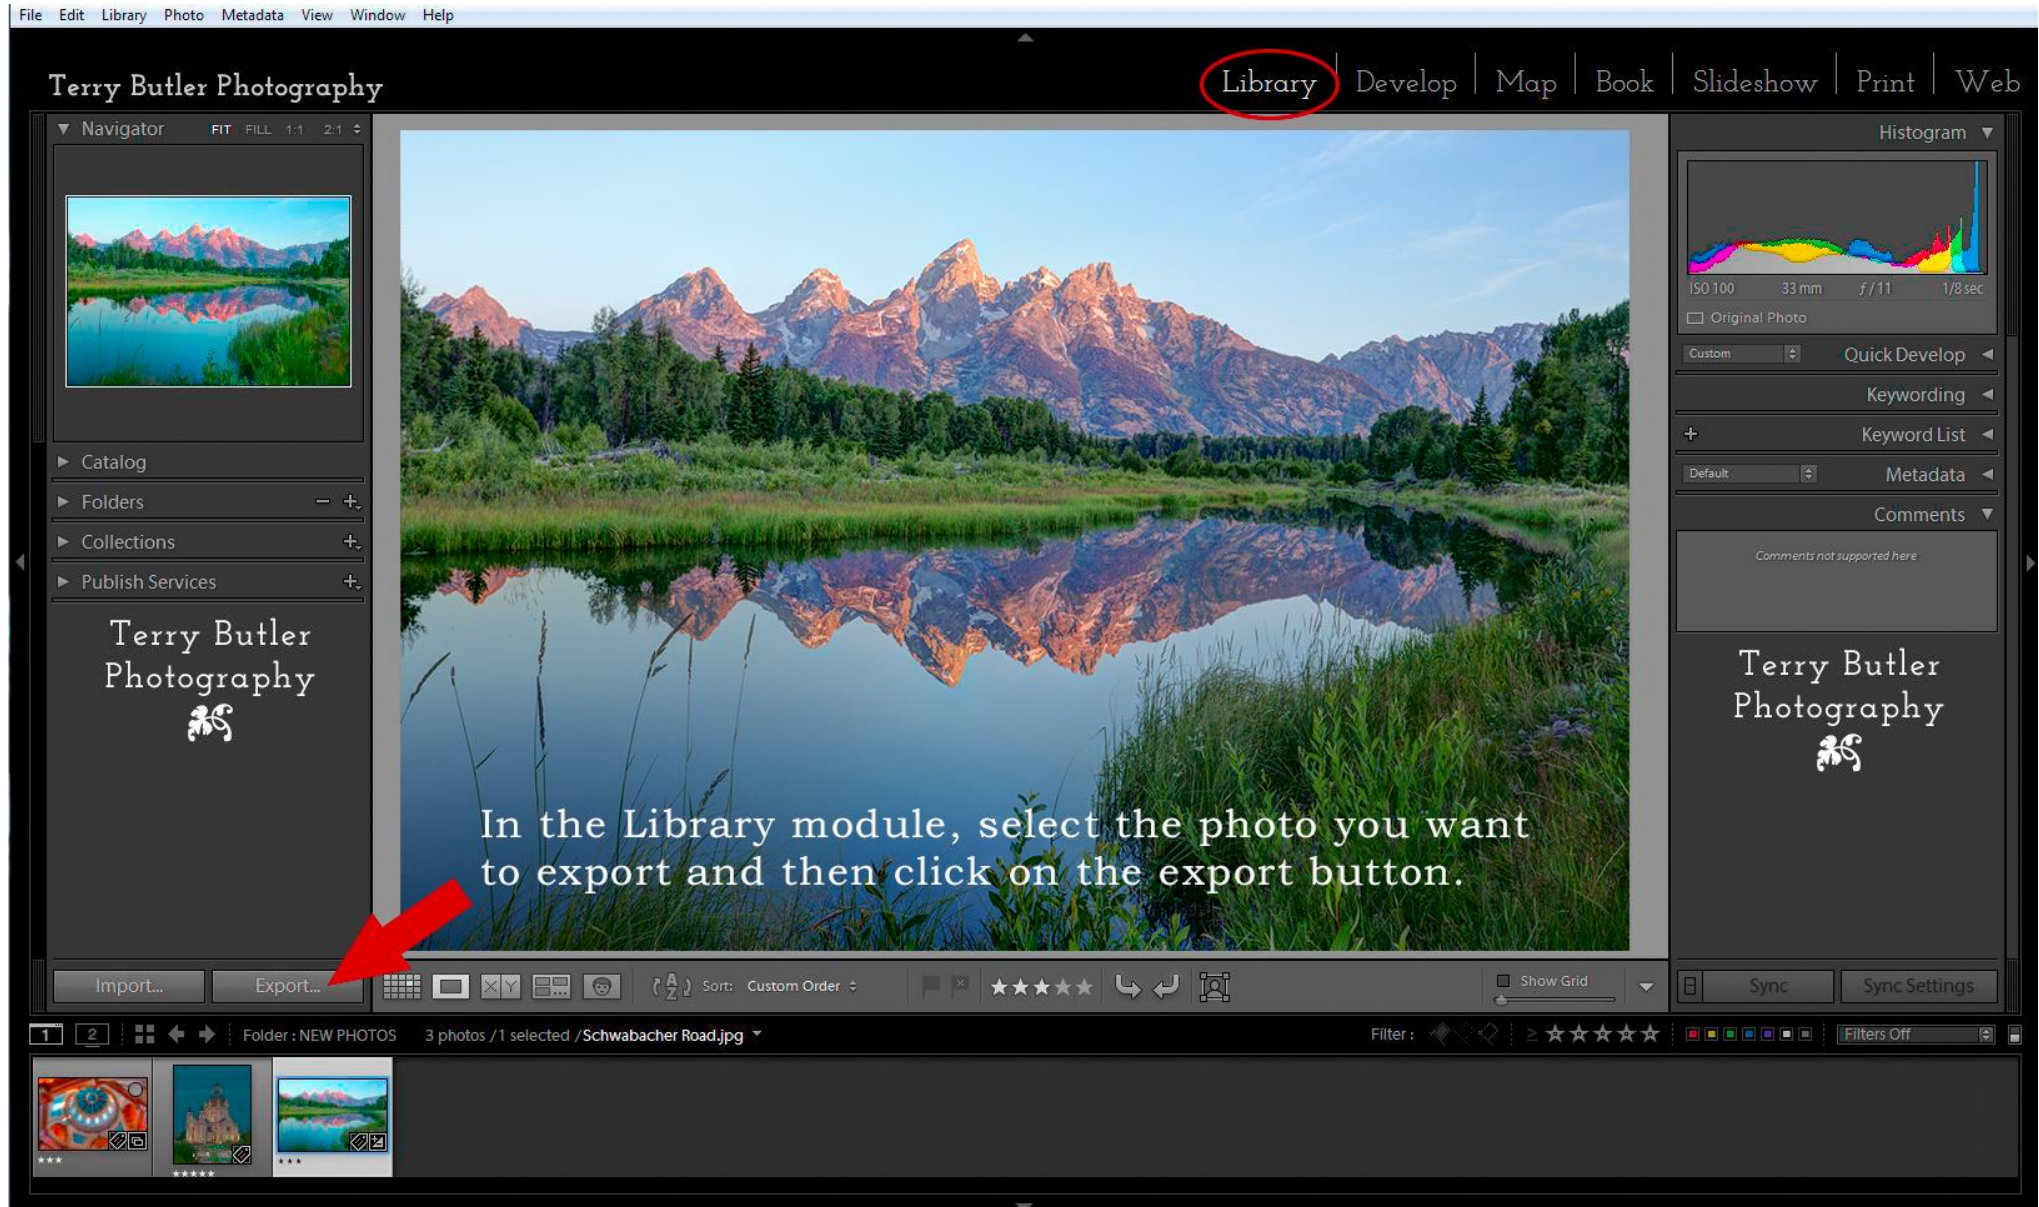 File Edit Library Photo Metadata View Window Help
Terry Butler Photography
Library Develop Map Book Slideshow Print Web
Navigator FIT FILL 1:1 2:1
Histogram
ISO 100 33 mm ƒ / 11 1/8 sec
Original Photo
Custom Quick Develop
Keywording
Keyword List
Default Metadata
Comments
Comments not supported here
Catalog
Folders
Collections
Publish Services
Terry Butler
Photography
Terry Butler
Photography
In the Library module, select the photo you want
to export and then click on the export button.
Import... Export...
X Y
A Z Sort: Custom Order
Show Grid
Sync Sync Settings
1 2 Folder : NEW PHOTOS 3 photos / 1 selected / Schwabacher Road.jpg
Filter : ≥ Filters Off